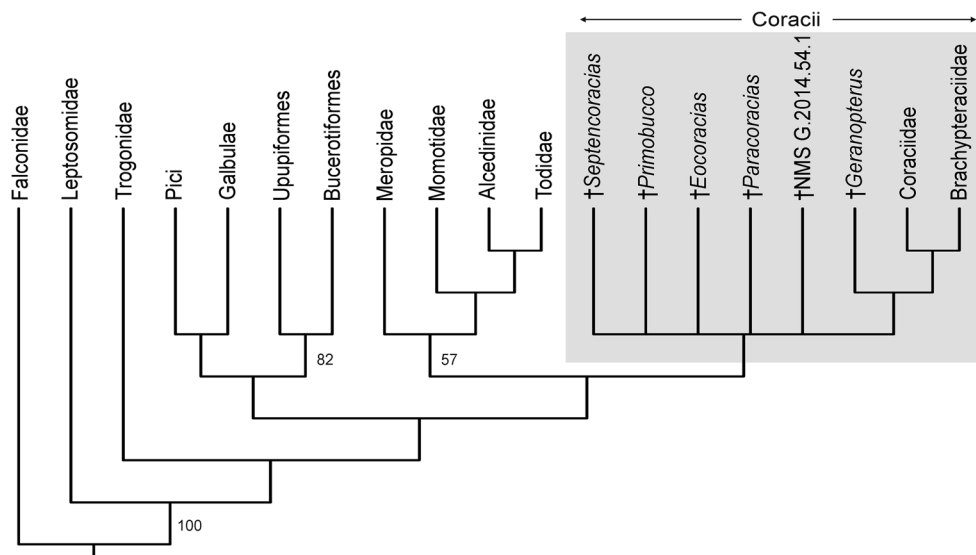 Coracii
Falconidae
Leptosomidae
Trogonidae
Pici
Galbulae
Upupiformes
Bucerotiformes
Meropidae
Momotidae
Alcedinidae
Todidae
†Septencoracias
†Primobucco
†Eocoracias
†Paracoracias
†NMS G.2014.54.1
†Geranopterus
Coraciidae
Brachypteraciidae
82
57
100